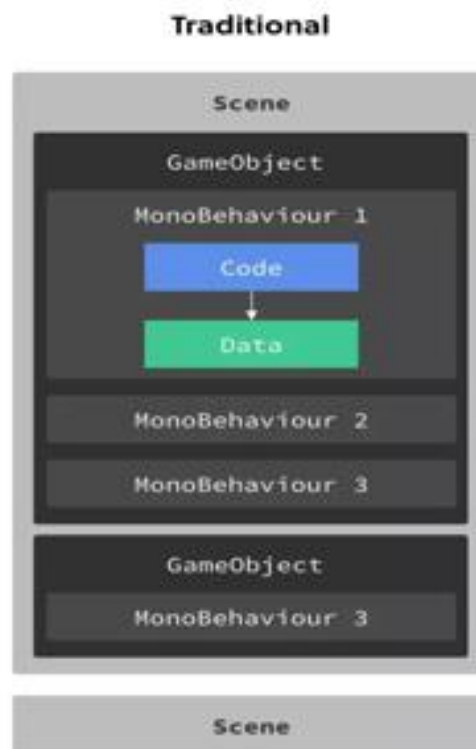 Traditional
Scene
GameObject
MonoBehaviour 1
Code
Data
MonoBehaviour 2
MonoBehaviour 3
GameObject
MonoBehaviour 3
Scene